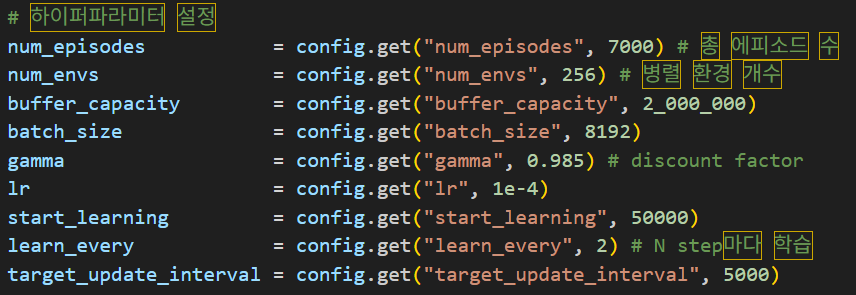 # 하이퍼파라미터 설정
num_episodes           = config.get("num_episodes", 7000) # 총 에피소드 수
num_envs               = config.get("num_envs", 256) # 병렬 환경 개수
buffer_capacity        = config.get("buffer_capacity", 2_000_000)
batch_size             = config.get("batch_size", 8192)
gamma                  = config.get("gamma", 0.985) # discount factor
lr                     = config.get("lr", 1e-4)
start_learning         = config.get("start_learning", 50000)
learn_every            = config.get("learn_every", 2) # N step마다 학습
target_update_interval = config.get("target_update_interval", 5000)